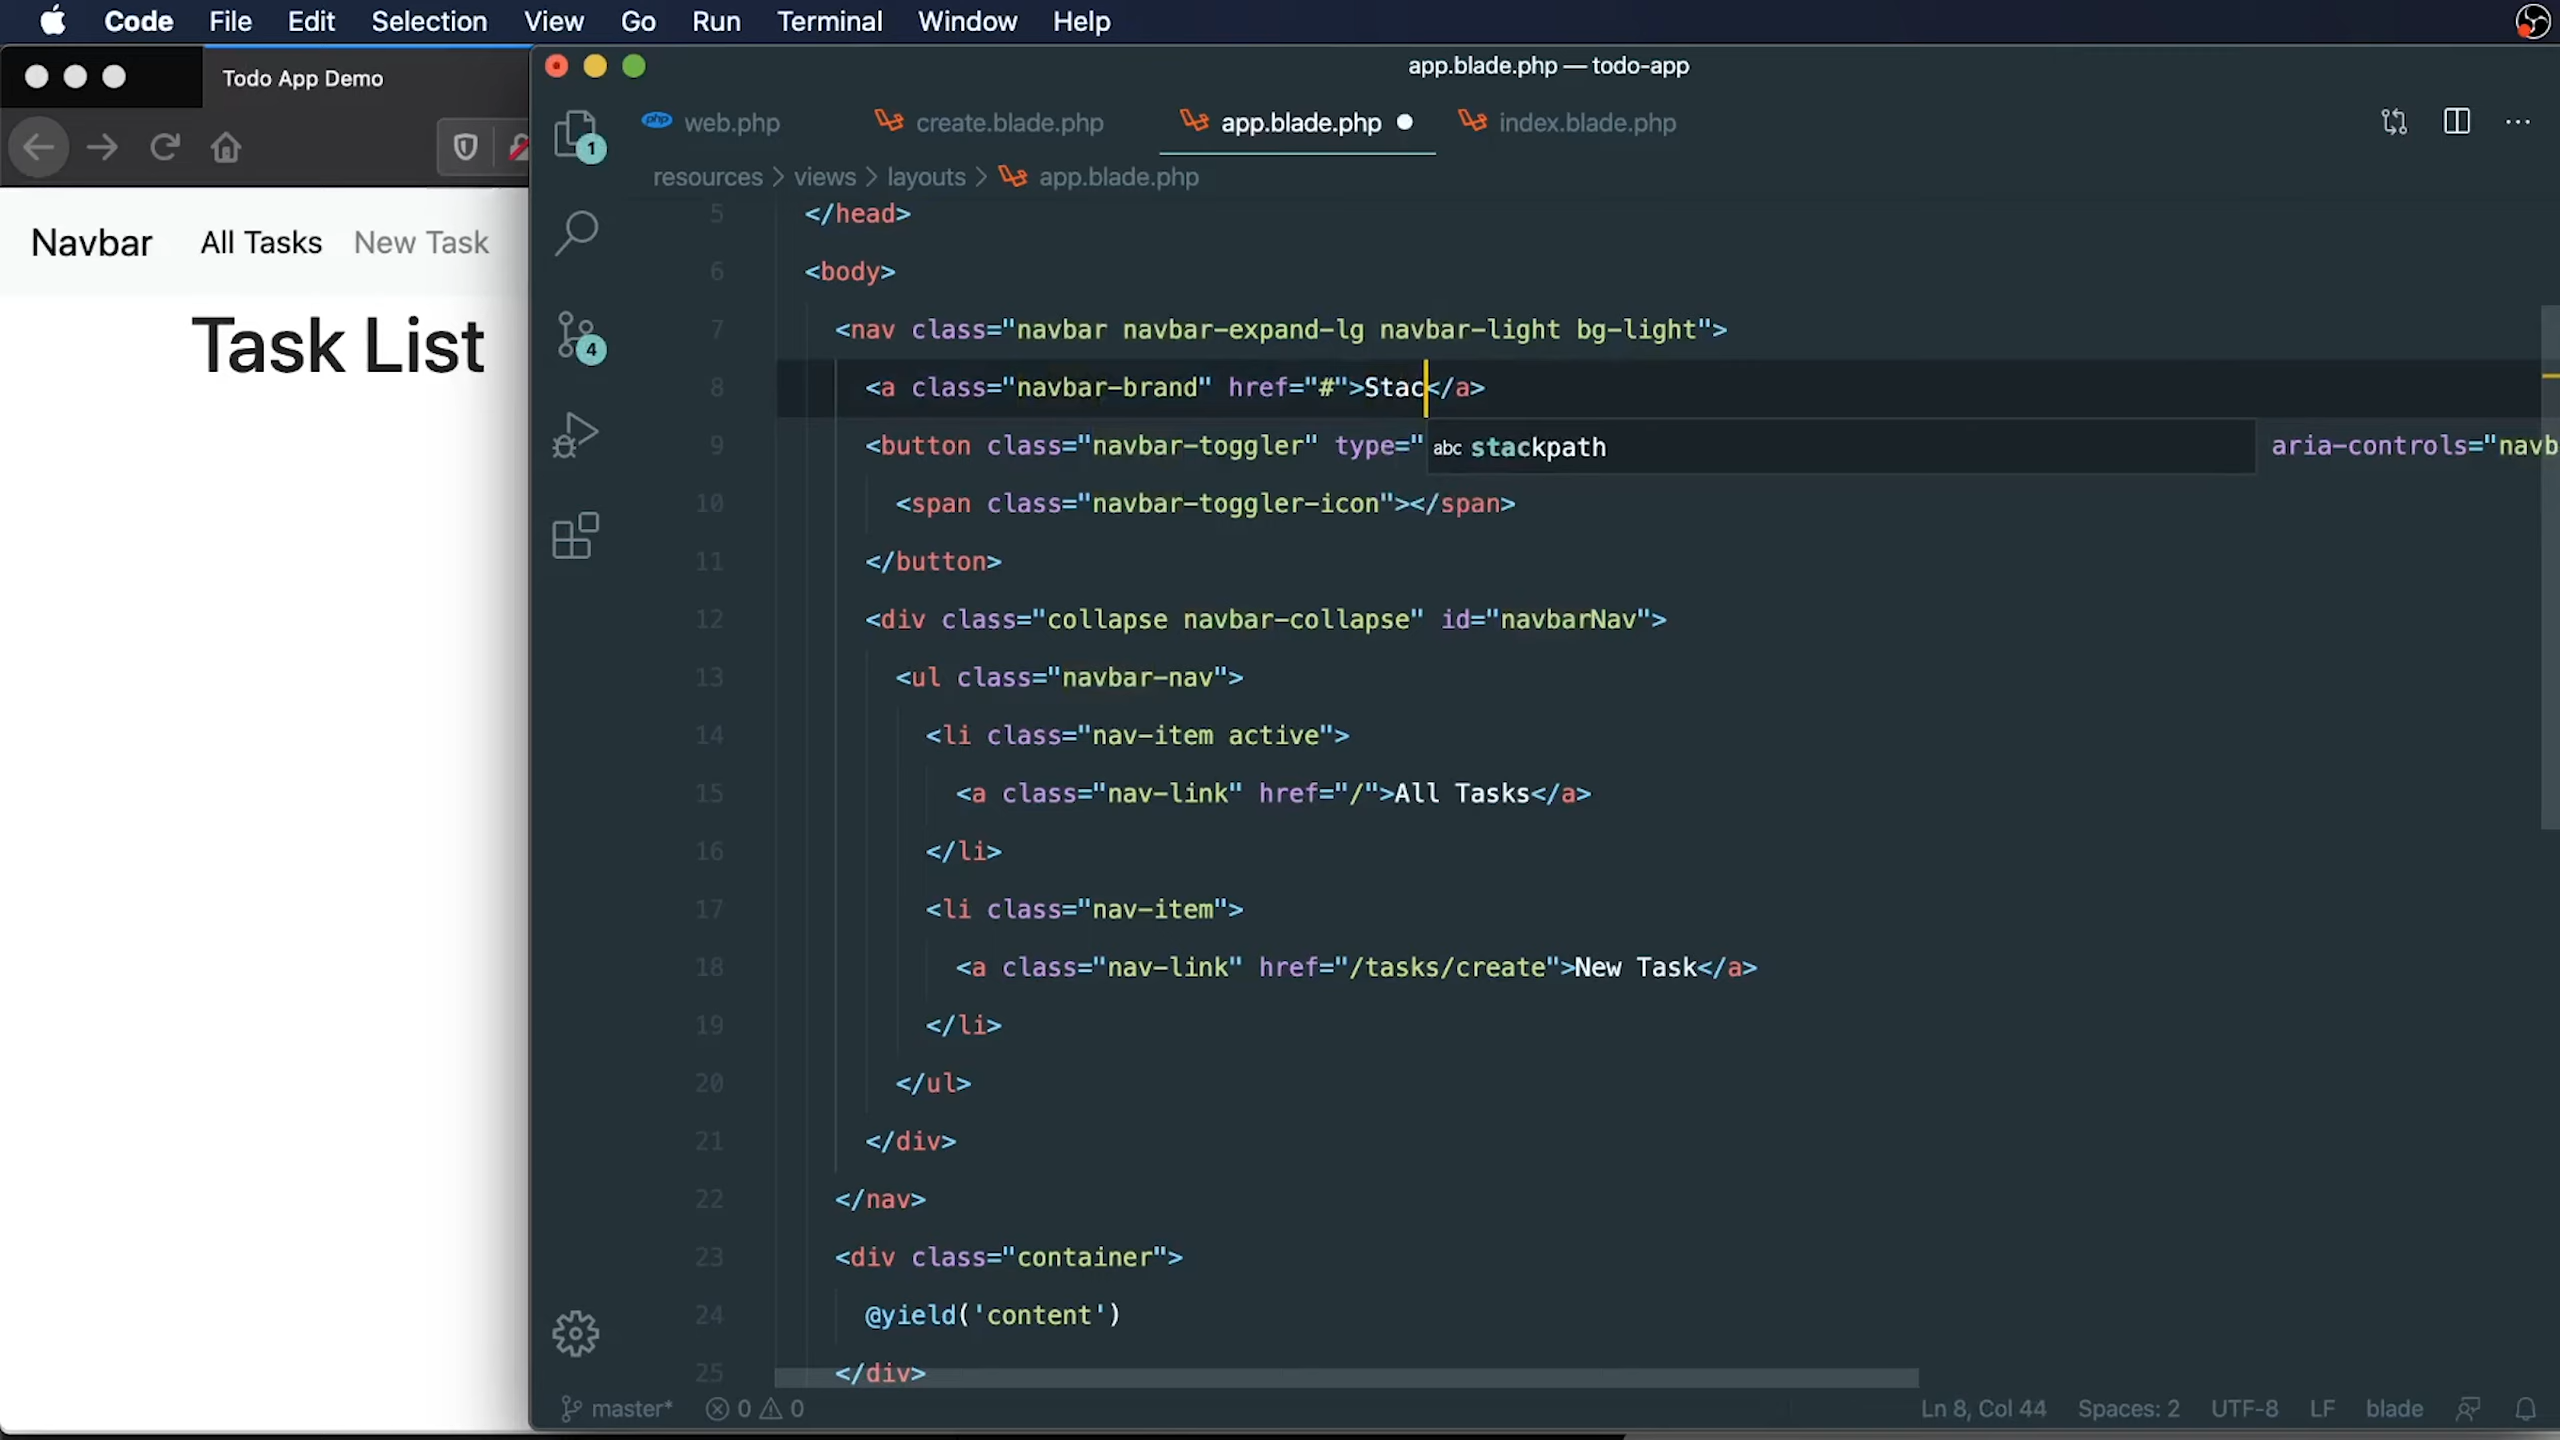 Code File Edit Selection View Go Run Terminal Window Help
Todo App Demo
Navbar All Tasks New Task
Task List
app.blade.php — todo-app
php web.php create.blade.php app.blade.php index.blade.php
resources > views > layouts > app.blade.php
1
4
5 </head>
6 <body>
7 <nav class="navbar navbar-expand-lg navbar-light bg-light">
8 <a class="navbar-brand" href="#">Stac</a>
9 <button class="navbar-toggler" type=" aria-controls="navb
abc stackpath
10 <span class="navbar-toggler-icon"></span>
11 </button>
12 <div class="collapse navbar-collapse" id="navbarNav">
13 <ul class="navbar-nav">
14 <li class="nav-item active">
15 <a class="nav-link" href="/">All Tasks</a>
16 </li>
17 <li class="nav-item">
18 <a class="nav-link" href="/tasks/create">New Task</a>
19 </li>
20 </ul>
21 </div>
22 </nav>
23 <div class="container">
24 @yield('content')
25 </div>
master* 0 0 Ln 8, Col 44 Spaces: 2 UTF-8 LF blade